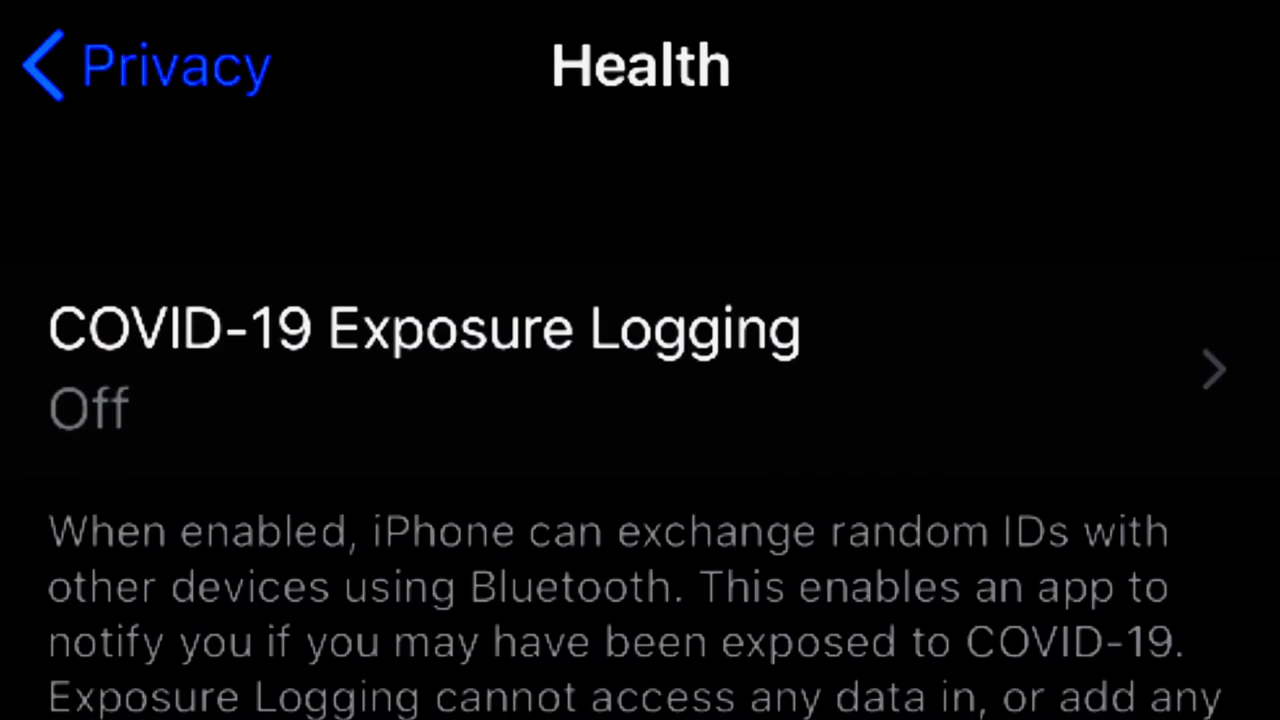 Privacy
Health
COVID-19 Exposure Logging
Off
When enabled, iPhone can exchange random IDs with
other devices using Bluetooth. This enables an app to
notify you if you may have been exposed to COVID-19.
Exposure Logging cannot access any data in, or add any